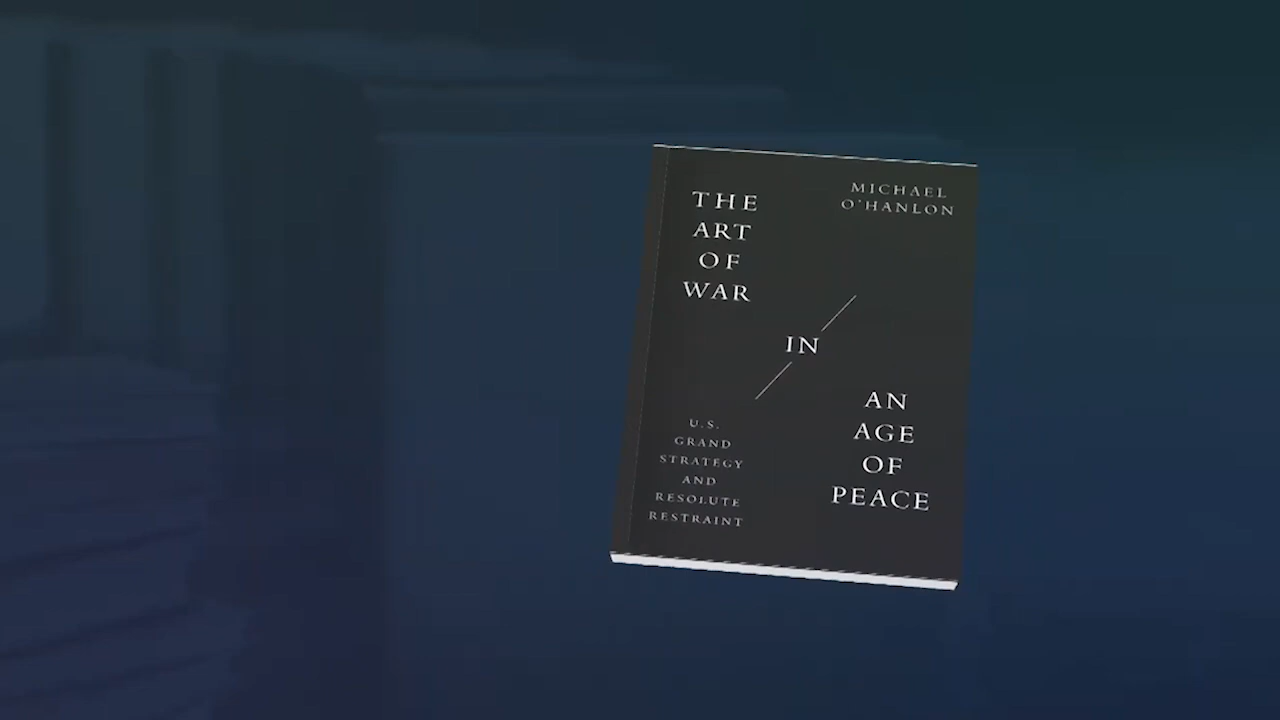 THE
ART
OF
WAR
MICHAEL
O'HANLON
IN
AN
AGE
OF
PEACE
U.S.
GRAND
STRATEGY
AND
RESOLUTE
RESTRAINT